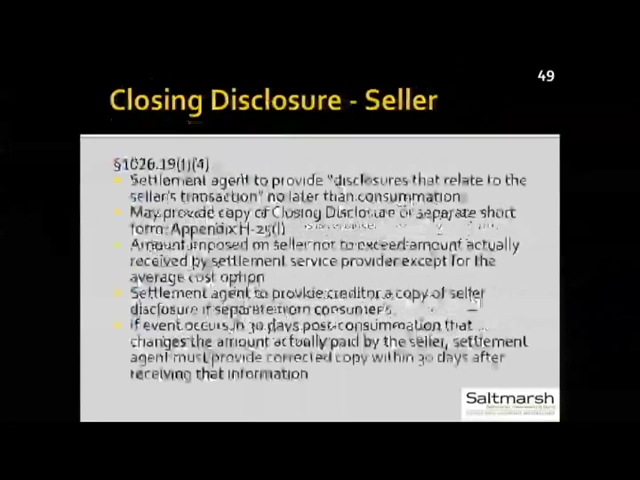 49
Closing Disclosure - Seller
§1026.19(f)(4)
Settlement agent to provide "disclosures that relate to the
seller's transaction" no later than consummation
May provide copy of Closing Disclosure or separate short
form: Appendix H-25(I)
Amount imposed on seller not to exceed amount actually
received by settlement service provider except for the
average cost option
Settlement agent to provide creditor a copy of seller
disclosure if separate from consumer's
If event occurs in 30 days post-consummation that
changes the amount actually paid by the seller, settlement
agent must provide corrected copy within 30 days after
receiving that information
Saltmarsh